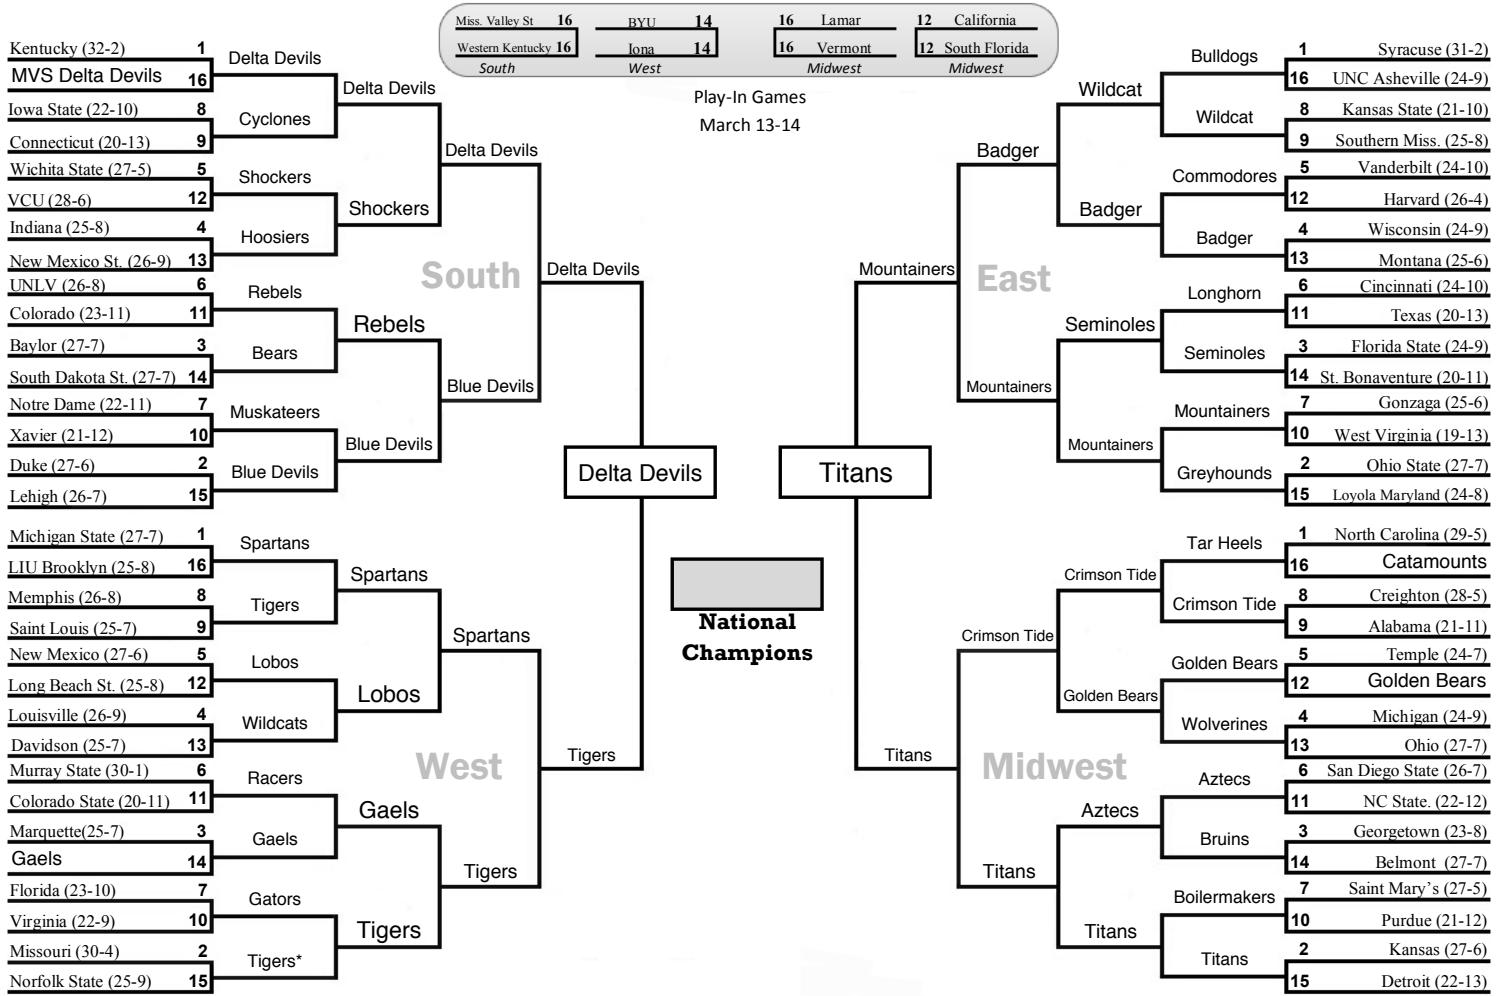 Miss. Valley St 16
Western Kentucky 16
South
BYU 14
Iona 14
West
16 Lamar
16 Vermont
Midwest
12 California
12 South Florida
Midwest
Play-In Games
March 13-14
Kentucky (32-2) 1
MVS Delta Devils 16
Iowa State (22-10) 8
Connecticut (20-13) 9
Wichita State (27-5) 5
VCU (28-6) 12
Indiana (25-8) 4
New Mexico St. (26-9) 13
UNLV (26-8) 6
Colorado (23-11) 11
Baylor (27-7) 3
South Dakota St. (27-7) 14
Notre Dame (22-11) 7
Xavier (21-12) 10
Duke (27-6) 2
Lehigh (26-7) 15
Delta Devils
Cyclones
Shockers
Hoosiers
Rebels
Bears
Muskateers
Blue Devils
Delta Devils
Shockers
Rebels
Blue Devils
Delta Devils
Blue Devils
South
Delta Devils
Michigan State (27-7) 1
LIU Brooklyn (25-8) 16
Memphis (26-8) 8
Saint Louis (25-7) 9
New Mexico (27-6) 5
Long Beach St. (25-8) 12
Louisville (26-9) 4
Davidson (25-7) 13
Murray State (30-1) 6
Colorado State (20-11) 11
Marquette(25-7) 3
Gaels 14
Florida (23-10) 7
Virginia (22-9) 10
Missouri (30-4) 2
Norfolk State (25-9) 15
Spartans
Tigers
Lobos
Wildcats
Racers
Gaels
Gators
Tigers*
Spartans
Lobos
Gaels
Tigers
Spartans
Tigers
West
Tigers
Delta Devils
Titans
National
Champions
Mountainers
East
Badger
Mountainers
Wildcat
Badger
Seminoles
Mountainers
Bulldogs
Wildcat
Commodores
Badger
Longhorn
Seminoles
Mountainers
Greyhounds
1 Syracuse (31-2)
16 UNC Asheville (24-9)
8 Kansas State (21-10)
9 Southern Miss. (25-8)
5 Vanderbilt (24-10)
12 Harvard (26-4)
4 Wisconsin (24-9)
13 Montana (25-6)
6 Cincinnati (24-10)
11 Texas (20-13)
3 Florida State (24-9)
14 St. Bonaventure (20-11)
7 Gonzaga (25-6)
10 West Virginia (19-13)
2 Ohio State (27-7)
15 Loyola Maryland (24-8)
Titans
Midwest
Crimson Tide
Titans
Crimson Tide
Golden Bears
Aztecs
Titans
Tar Heels
Crimson Tide
Golden Bears
Wolverines
Aztecs
Bruins
Boilermakers
Titans
1 North Carolina (29-5)
16 Catamounts
8 Creighton (28-5)
9 Alabama (21-11)
5 Temple (24-7)
12 Golden Bears
4 Michigan (24-9)
13 Ohio (27-7)
6 San Diego State (26-7)
11 NC State. (22-12)
3 Georgetown (23-8)
14 Belmont (27-7)
7 Saint Mary's (27-5)
10 Purdue (21-12)
2 Kansas (27-6)
15 Detroit (22-13)